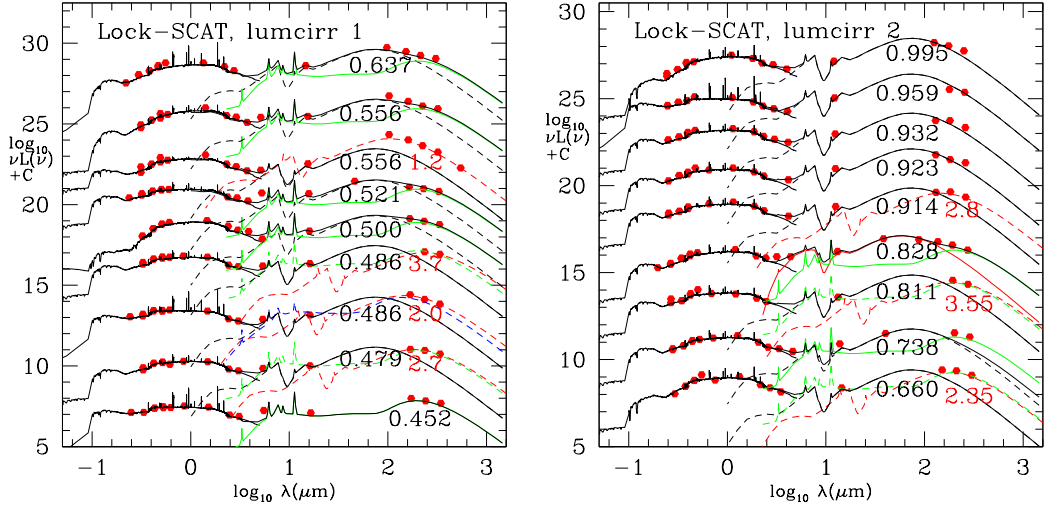 Lock−SCAT, lumcirr 1
30
25
20
15
10
5
log₁₀
νL(ν)
+C
0.637
0.556
0.556 1.2
0.521
0.500
0.486 3.7
0.486 2.0
0.479 2.7
0.452
−1 0 1 2 3
log₁₀ λ(μm)
Lock−SCAT, lumcirr 2
30
25
20
15
10
5
log₁₀
νL(ν)
+C
0.995
0.959
0.932
0.923
0.914 2.8
0.828
0.811 3.55
0.738
0.660 2.35
−1 0 1 2 3
log₁₀ λ(μm)